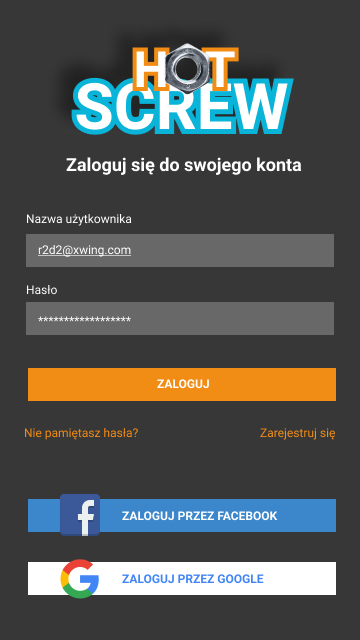 HOT
SCREW
Zaloguj się do swojego konta
Nazwa użytkownika
r2d2@xwing.com
Hasło
******************
ZALOGUJ
Nie pamiętasz hasła?
Zarejestruj się
ZALOGUJ PRZEZ FACEBOOK
ZALOGUJ PRZEZ GOOGLE